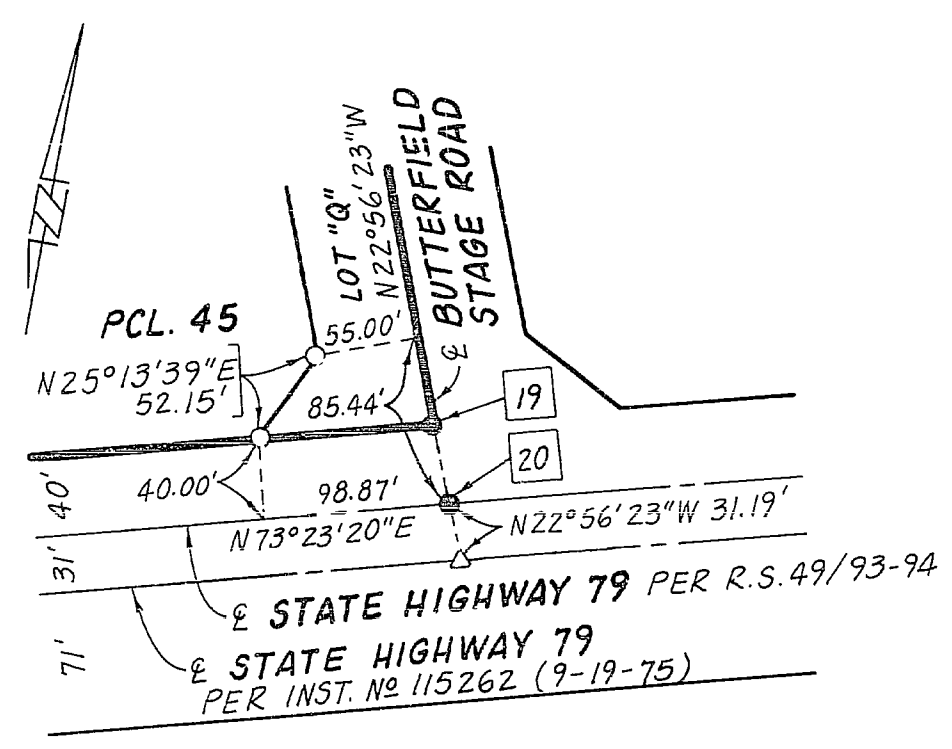 N
LOT "Q"
N22°56'23"W
℄ BUTTERFIELD
STAGE ROAD
PCL. 45
55.00'
N25°13'39"E
52.15'
85.44'
19
20
40'
40.00'
98.87'
N73°23'20"E
N22°56'23"W 31.19'
31'
℄ STATE HIGHWAY 79 PER R.S. 49/93-94
71'
℄ STATE HIGHWAY 79
PER INST. Nº 115262 (9-19-75)